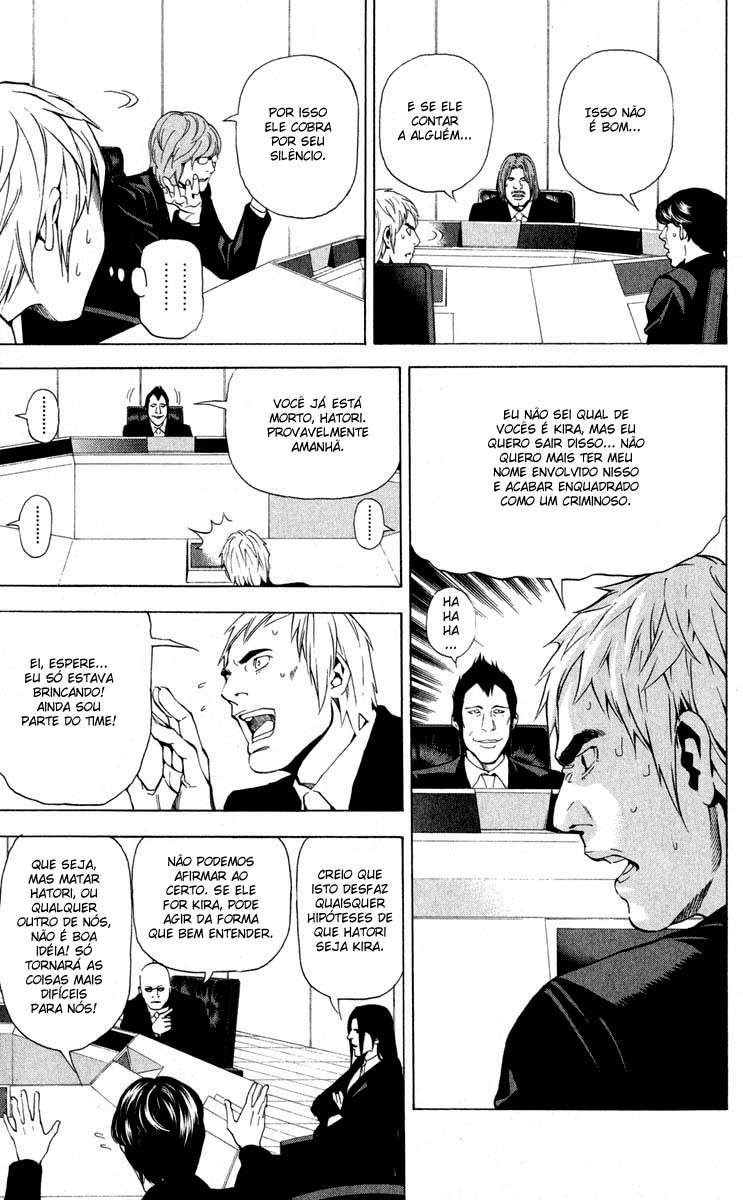 ISSO NÃO
É BOM...
E SE ELE
CONTAR
A ALGUÉM...
POR ISSO
ELE COBRA
POR SEU
SILÊNCIO.
........
EU NÃO SEI QUAL DE
VOCÊS É KIRA, MAS EU
QUERO SAIR DISSO... NÃO
QUERO MAIS TER MEU
NOME ENVOLVIDO NISSO
E ACABAR ENQUADRADO
COMO UM CRIMINOSO.
HA
HA
HA
...
VOCÊ JÁ ESTÁ
MORTO, HATORI.
PROVAVELMENTE
AMANHÃ.
........
........
........
EI, ESPERE...
EU SÓ ESTAVA
BRINCANDO!
AINDA SOU
PARTE DO TIME!
CREIO QUE
ISTO DESFAZ
QUAISQUER
HIPÓTESES DE
QUE HATORI
SEJA KIRA.
NÃO PODEMOS
AFIRMAR AO
CERTO. SE ELE
FOR KIRA, PODE
AGIR DA FORMA
QUE BEM ENTENDER.
QUE SEJA,
MAS MATAR
HATORI, OU
QUALQUER
OUTRO DE NÓS,
NÃO É BOA
IDÉIA! SÓ
TORNARÁ AS
COISAS MAIS
DIFÍCEIS
PARA NÓS!